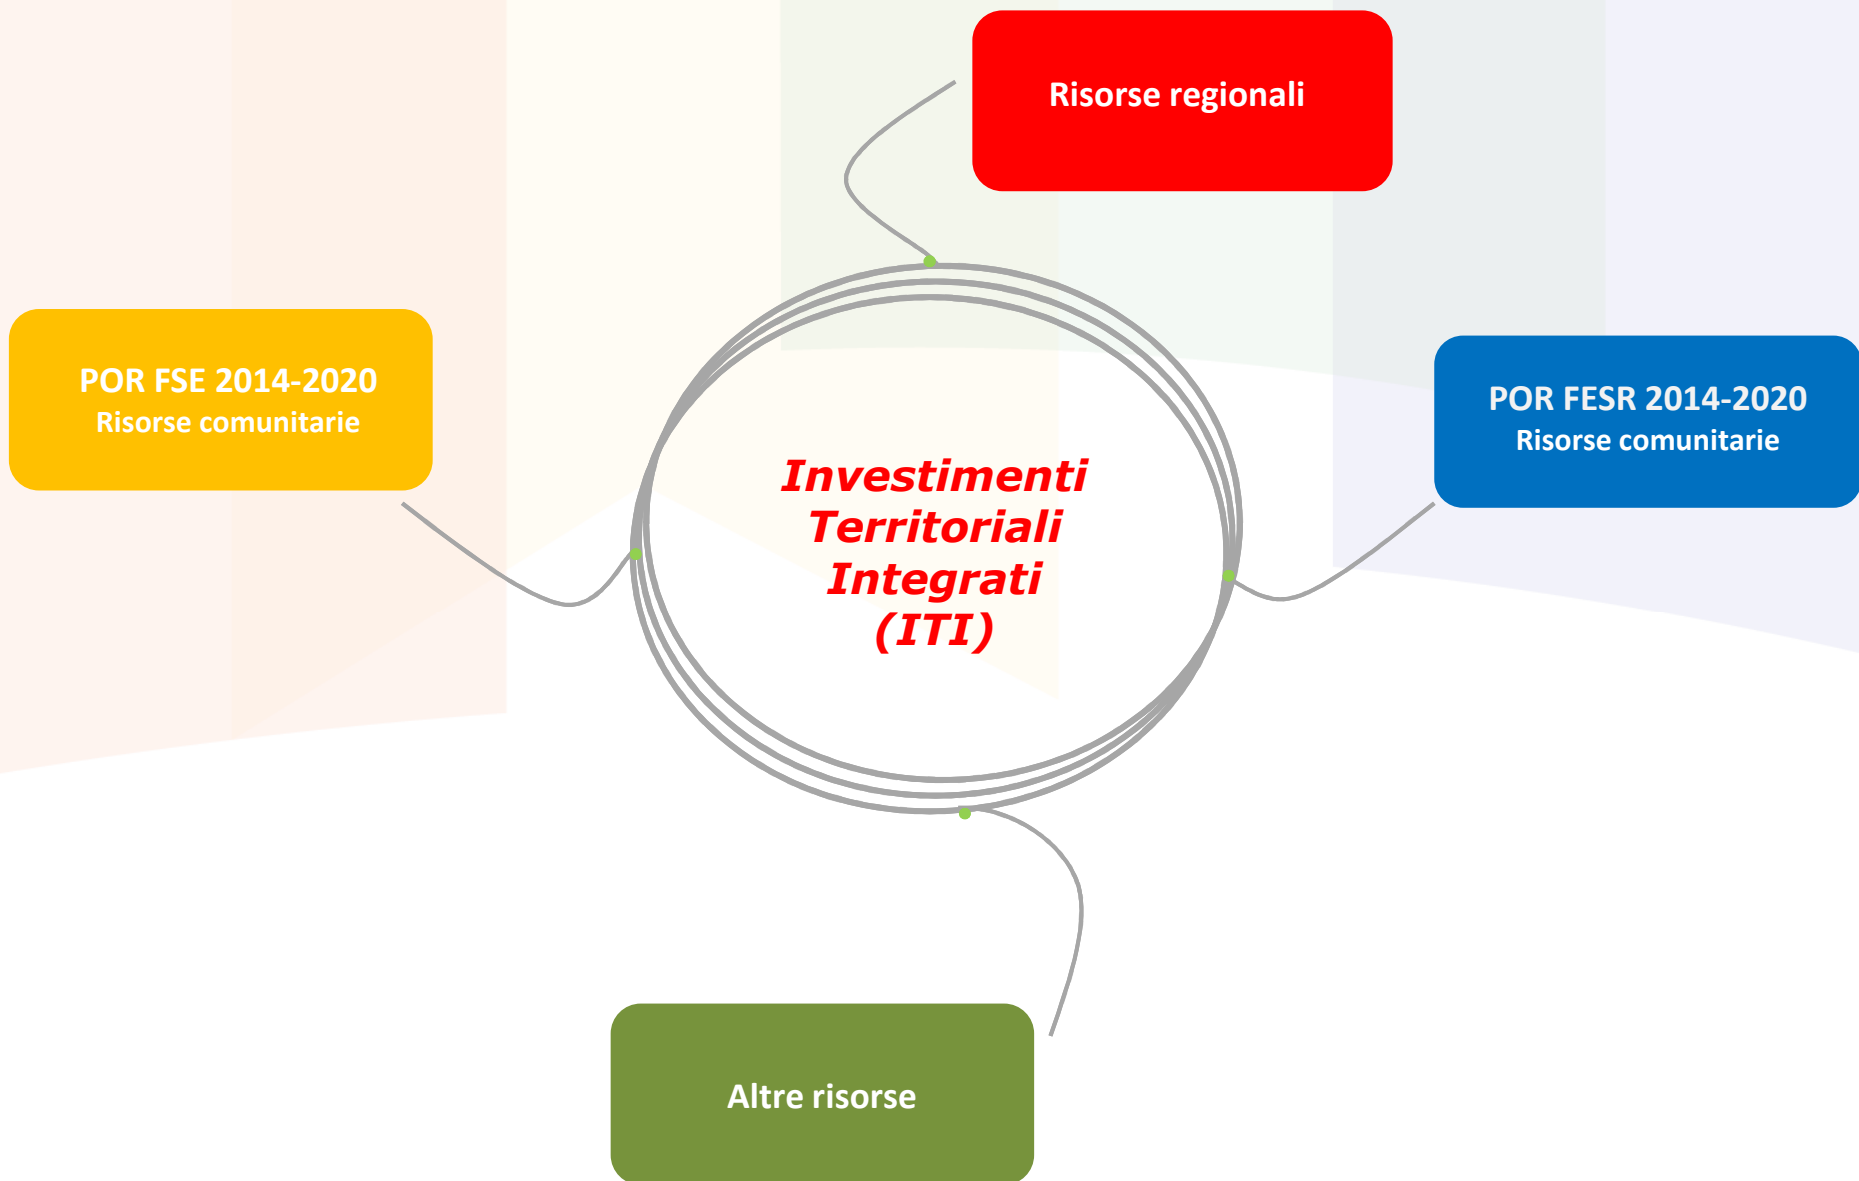 Risorse regionali
POR FSE 2014-2020
Risorse comunitarie
POR FESR 2014-2020
Risorse comunitarie
Investimenti
Territoriali
Integrati
(ITI)
Altre risorse